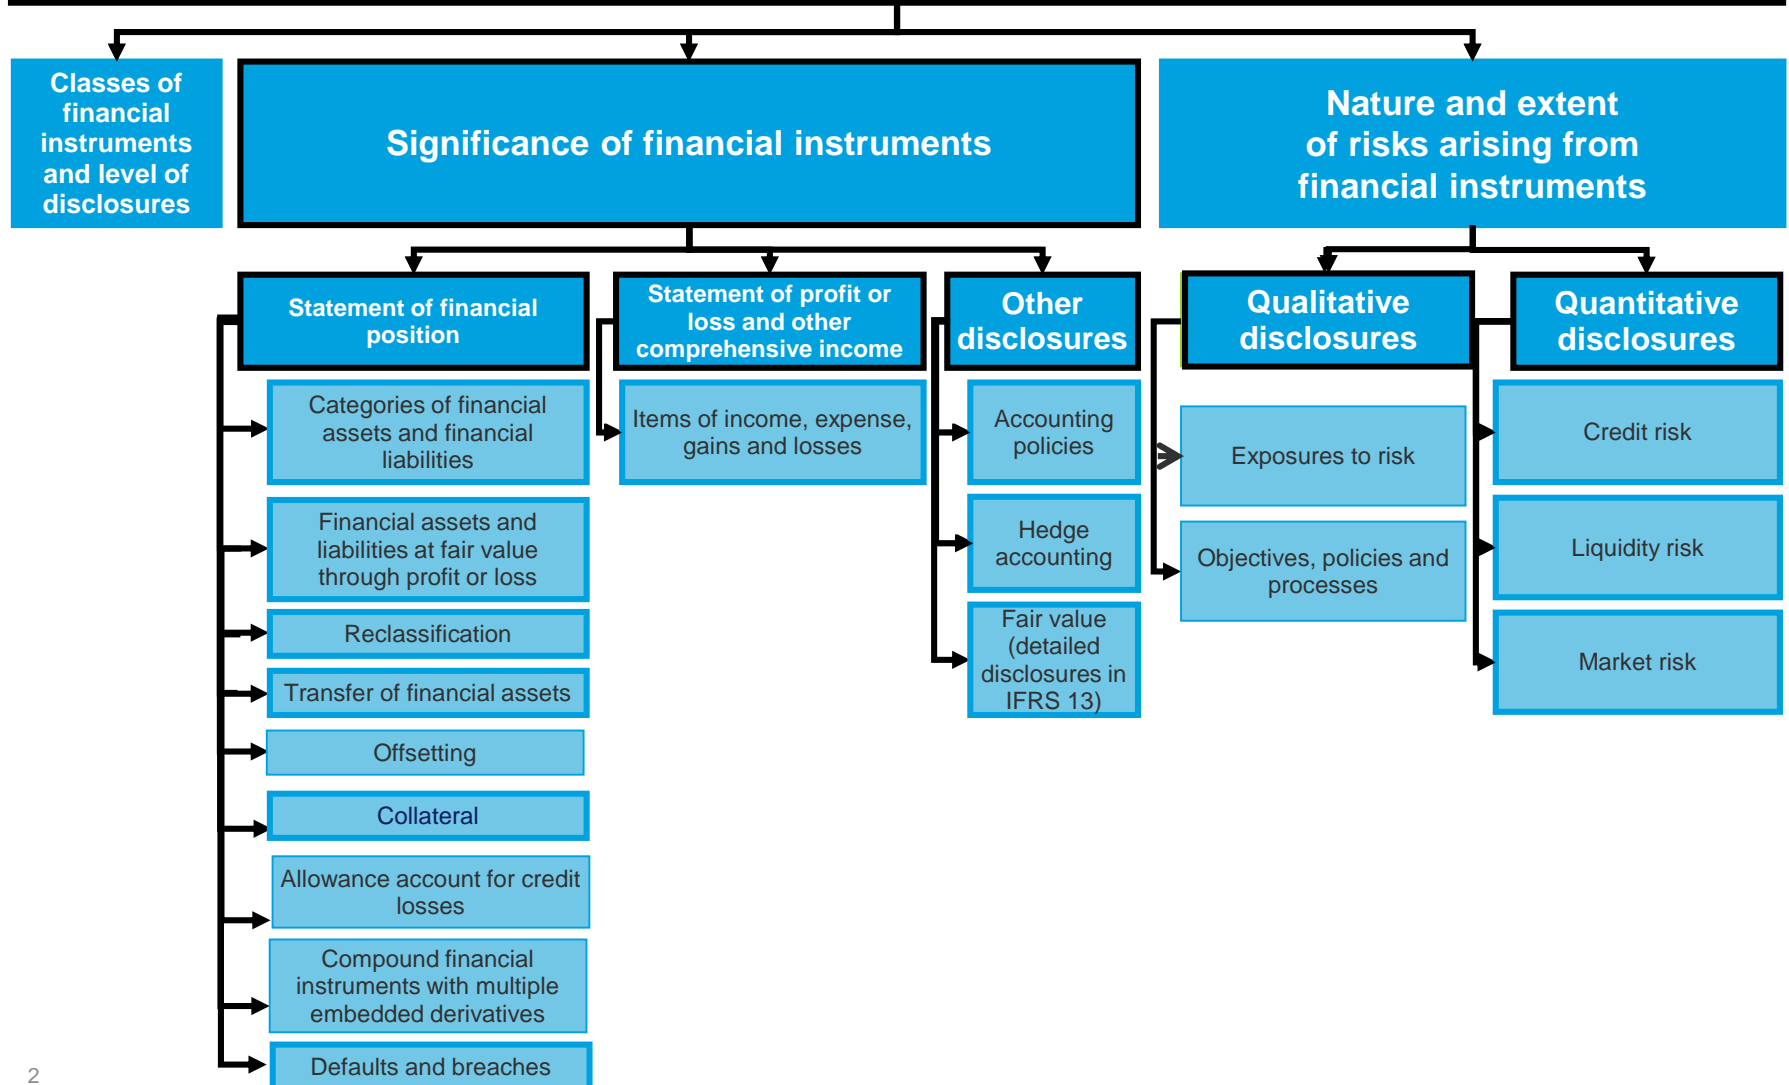 Classes of
financial
instruments
and level of
disclosures
Significance of financial instruments
Nature and extent
of risks arising from
financial instruments
Statement of financial
position
Statement of profit or
loss and other
comprehensive income
Other
disclosures
Qualitative
disclosures
Quantitative
disclosures
Categories of financial
assets and financial
liabilities
Financial assets and
liabilities at fair value
through profit or loss
Reclassification
Transfer of financial assets
Offsetting
Collateral
Allowance account for credit
losses
Compound financial
instruments with multiple
embedded derivatives
Defaults and breaches
Items of income, expense,
gains and losses
Accounting
policies
Hedge
accounting
Fair value
(detailed
disclosures in
IFRS 13)
Exposures to risk
Objectives, policies and
processes
Credit risk
Liquidity risk
Market risk
2